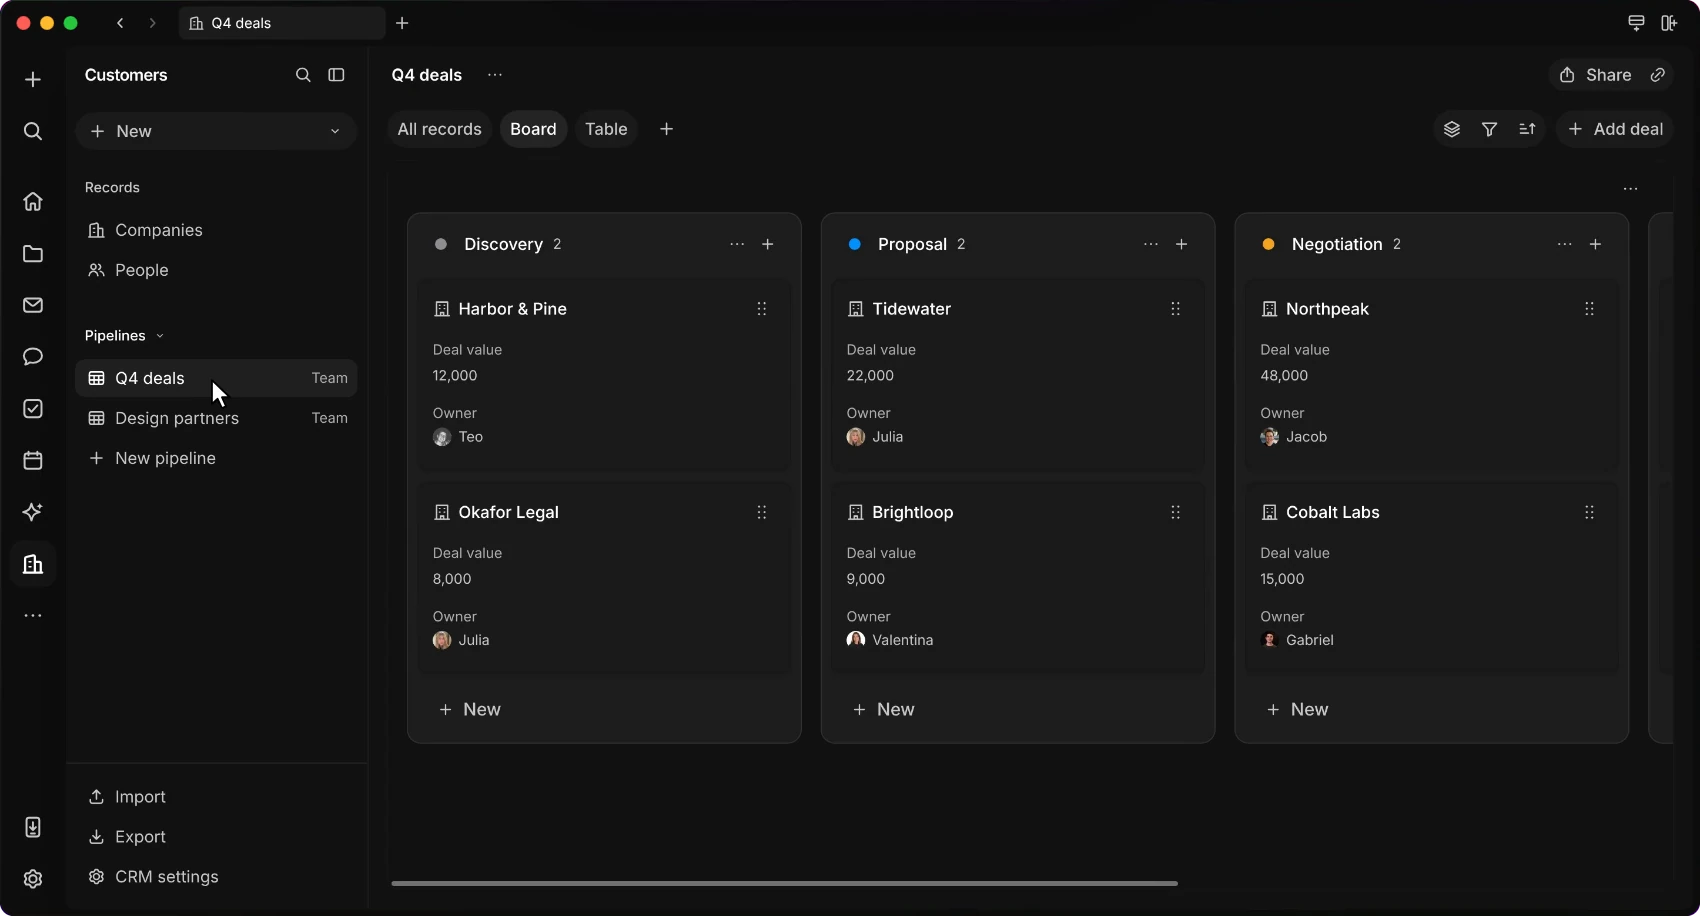 Q4 deals
Customers
New
Records
Companies
People
Pipelines
Q4 deals Team
Design partners Team
New pipeline
Import
Export
CRM settings
Q4 deals
Share
All records Board Table
Add deal
Discovery 2
Harbor & Pine
Deal value
12,000
Owner
Teo
Okafor Legal
Deal value
8,000
Owner
Julia
New
Proposal 2
Tidewater
Deal value
22,000
Owner
Julia
Brightloop
Deal value
9,000
Owner
Valentina
New
Negotiation 2
Northpeak
Deal value
48,000
Owner
Jacob
Cobalt Labs
Deal value
15,000
Owner
Gabriel
New